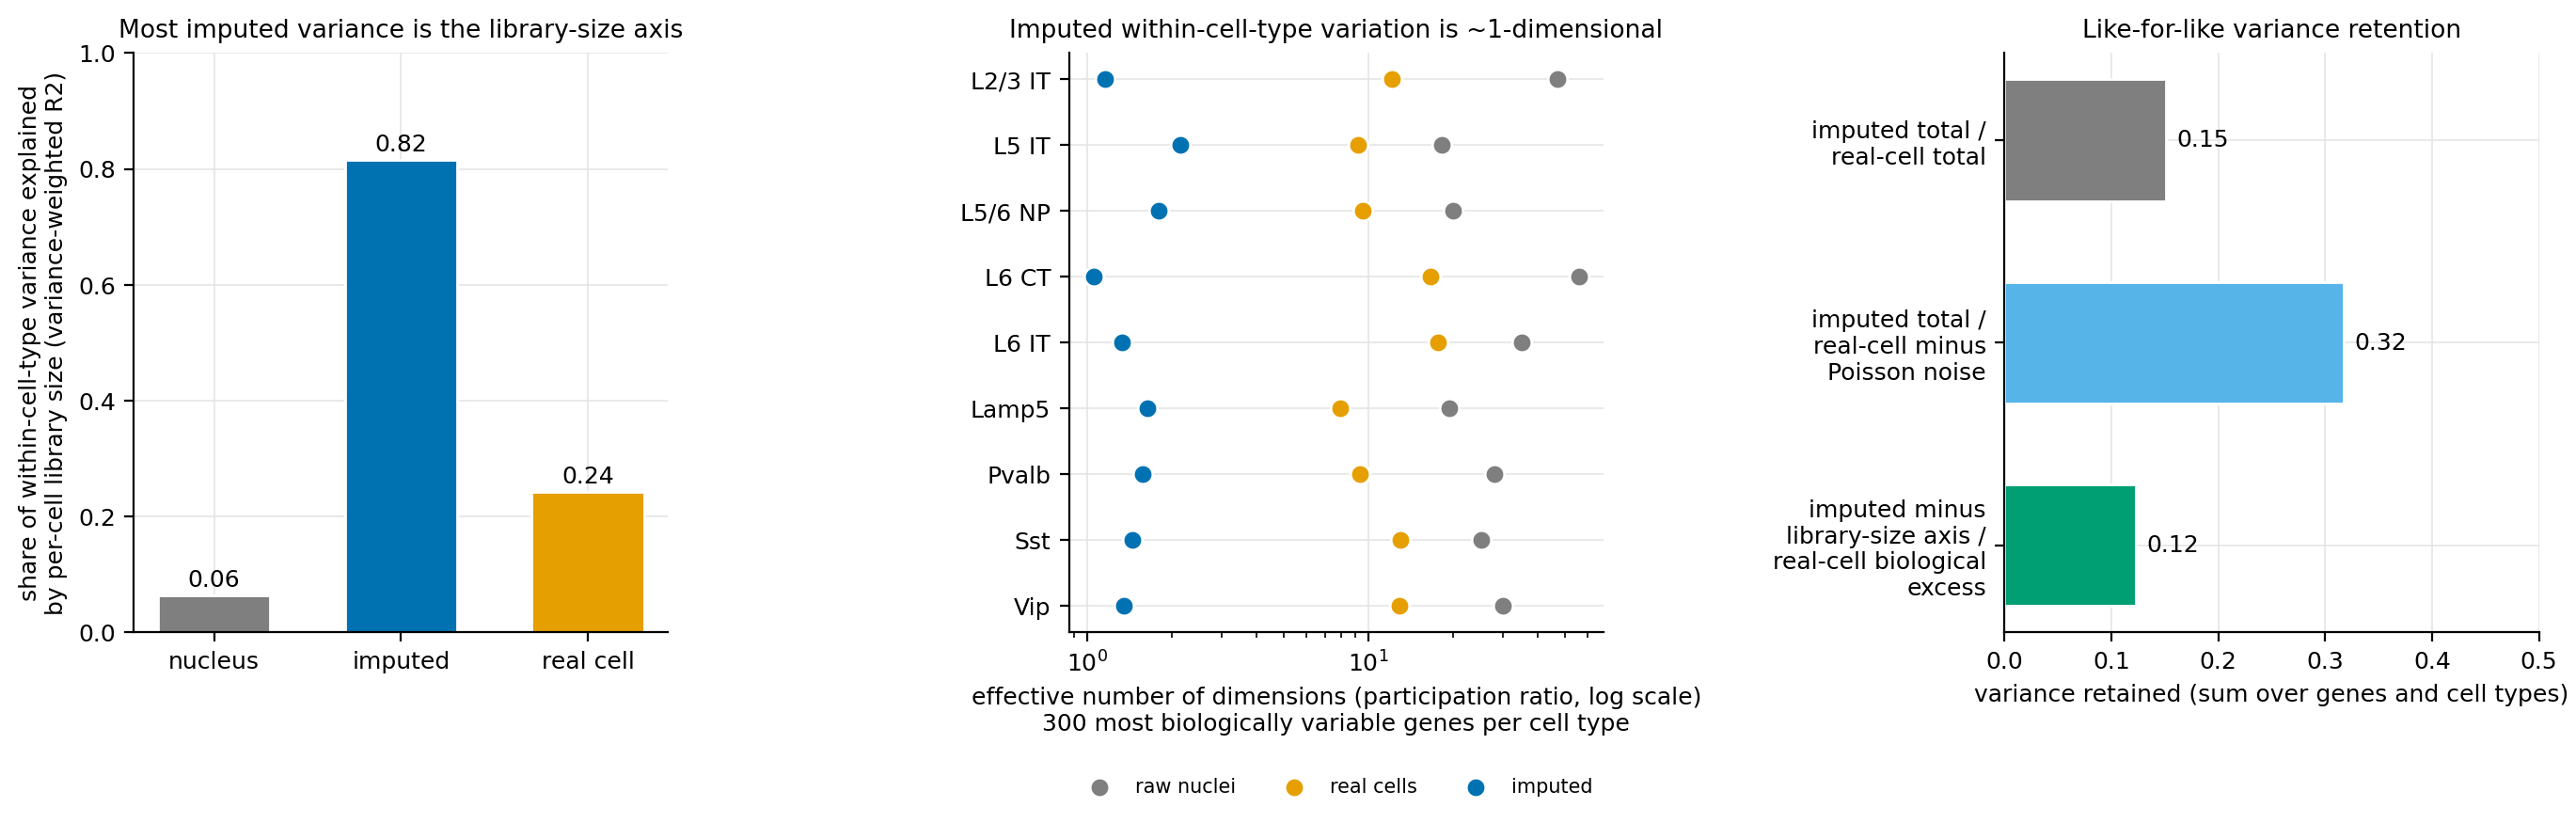 Most imputed variance is the library-size axis
share of within-cell-type variance explained
by per-cell library size (variance-weighted R2)
1.0
0.8
0.6
0.4
0.2
0.0
0.06
0.82
0.24
nucleus
imputed
real cell
Imputed within-cell-type variation is ~1-dimensional
L2/3 IT
L5 IT
L5/6 NP
L6 CT
L6 IT
Lamp5
Pvalb
Sst
Vip
10⁰
10¹
effective number of dimensions (participation ratio, log scale)
300 most biologically variable genes per cell type
raw nuclei
real cells
imputed
Like-for-like variance retention
imputed total /
real-cell total
0.15
imputed total /
real-cell minus
Poisson noise
0.32
imputed minus
library-size axis /
real-cell biological
excess
0.12
0.0
0.1
0.2
0.3
0.4
0.5
variance retained (sum over genes and cell types)